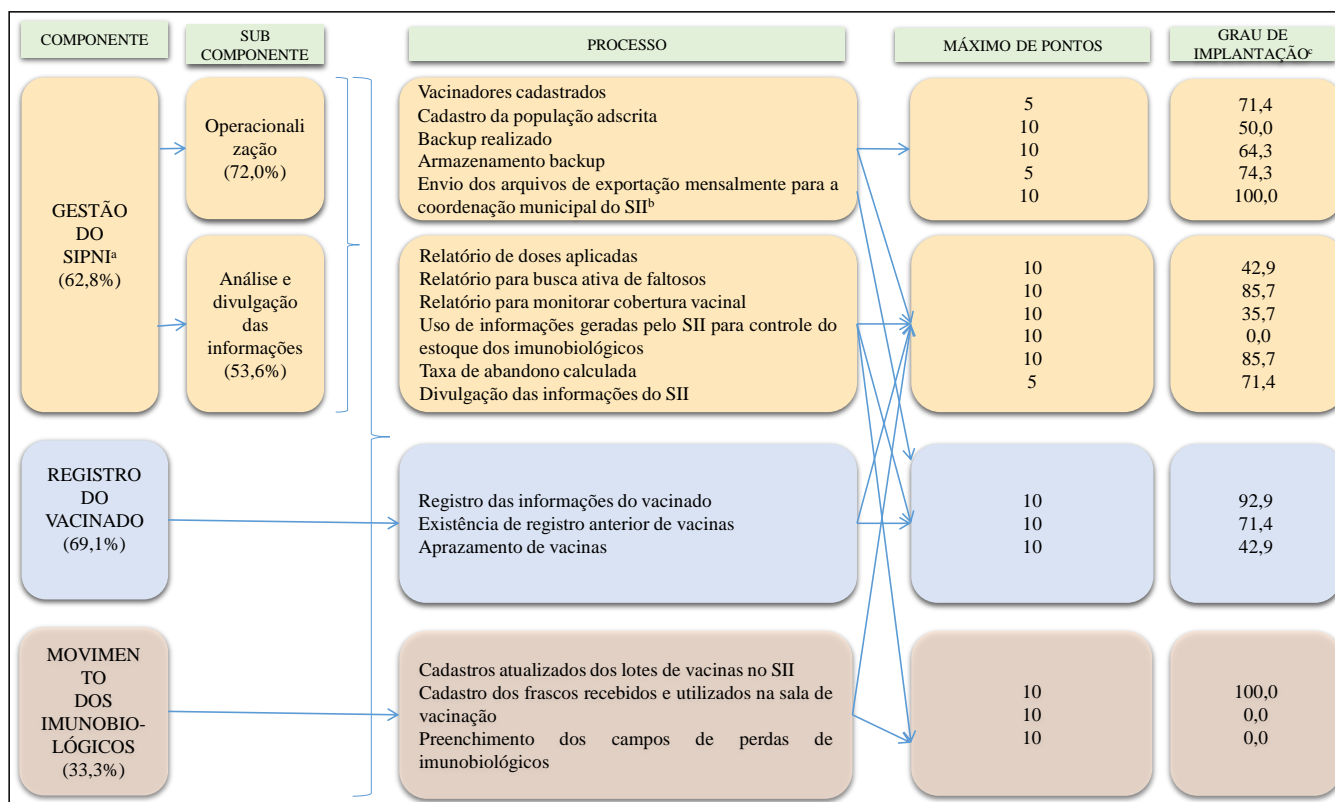 COMPONENTE
SUB
COMPONENTE
PROCESSO
MÁXIMO DE PONTOS
GRAU DE
IMPLANTAÇÃOᶜ
GESTÃO
DO
SIPNIᵃ
(62,8%)
Operacionali
zação
(72,0%)
Vacinadores cadastrados
Cadastro da população adscrita
Backup realizado
Armazenamento backup
Envio dos arquivos de exportação mensalmente para a
coordenação municipal do SIIᵇ
5
10
10
5
10
71,4
50,0
64,3
74,3
100,0
Análise e
divulgação
das
informações
(53,6%)
Relatório de doses aplicadas
Relatório para busca ativa de faltosos
Relatório para monitorar cobertura vacinal
Uso de informações geradas pelo SII para controle do
estoque dos imunobiológicos
Taxa de abandono calculada
Divulgação das informações do SII
10
10
10
10
10
5
42,9
85,7
35,7
0,0
85,7
71,4
REGISTRO
DO
VACINADO
(69,1%)
Registro das informações do vacinado
Existência de registro anterior de vacinas
Aprazamento de vacinas
10
10
10
92,9
71,4
42,9
MOVIMEN
TO
DOS
IMUNOBIO-
LÓGICOS
(33,3%)
Cadastros atualizados dos lotes de vacinas no SII
Cadastro dos frascos recebidos e utilizados na sala de
vacinação
Preenchimento dos campos de perdas de
imunobiológicos
10
10
10
100,0
0,0
0,0